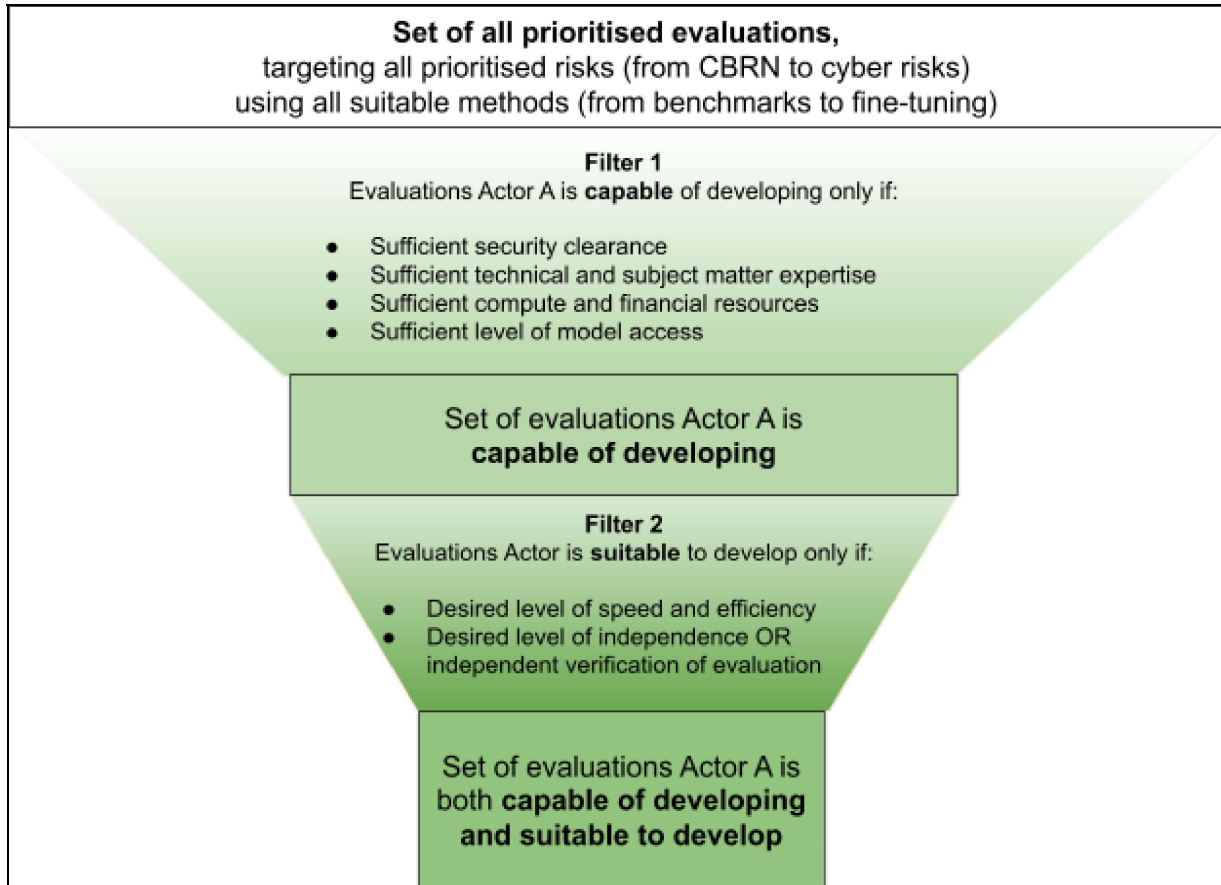 Set of all prioritised evaluations,
targeting all prioritised risks (from CBRN to cyber risks)
using all suitable methods (from benchmarks to fine-tuning)
Filter 1
Evaluations Actor A is capable of developing only if:
● Sufficient security clearance
● Sufficient technical and subject matter expertise
● Sufficient compute and financial resources
● Sufficient level of model access
Set of evaluations Actor A is
capable of developing
Filter 2
Evaluations Actor is suitable to develop only if:
● Desired level of speed and efficiency
● Desired level of independence OR
independent verification of evaluation
Set of evaluations Actor A is
both capable of developing
and suitable to develop